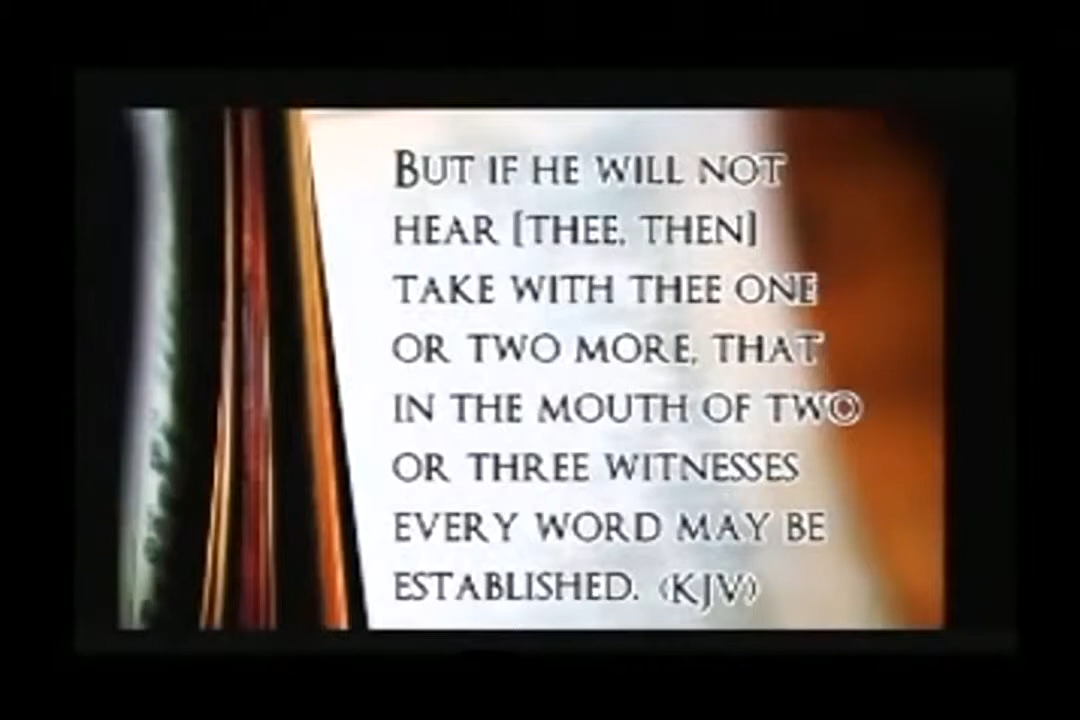 But if he will not
hear [thee, then]
take with thee one
or two more, that
in the mouth of two
or three witnesses
every word may be
established. (KJV)